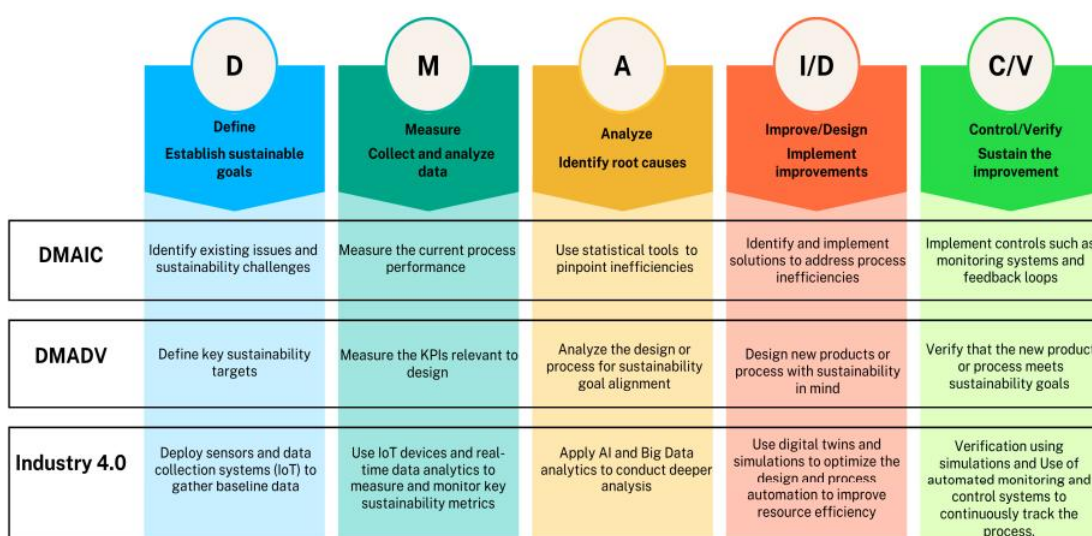 D
M
A
I/D
C/V
Define
Establish sustainable
goals
Measure
Collect and analyze
data
Analyze
Identify root causes
Improve/Design
Implement
improvements
Control/Verify
Sustain the
improvement
DMAIC
Identify existing issues and
sustainability challenges
Measure the current process
performance
Use statistical tools to
pinpoint inefficiencies
Identify and implement
solutions to address process
inefficiencies
Implement controls such as
monitoring systems and
feedback loops
DMADV
Define key sustainability
targets
Measure the KPIs relevant to
design
Analyze the design or
process for sustainability
goal alignment
Design new products or
process with sustainability
in mind
Verify that the new product
or process meets
sustainability goals
Industry 4.0
Deploy sensors and data
collection systems (IoT) to
gather baseline data
Use IoT devices and real-
time data analytics to
measure and monitor key
sustainability metrics
Apply AI and Big Data
analytics to conduct deeper
analysis
Use digital twins and
simulations to optimize the
design and process
automation to improve
resource efficiency
Verification using
simulations and Use of
automated monitoring and
control systems to
continuously track the
process.